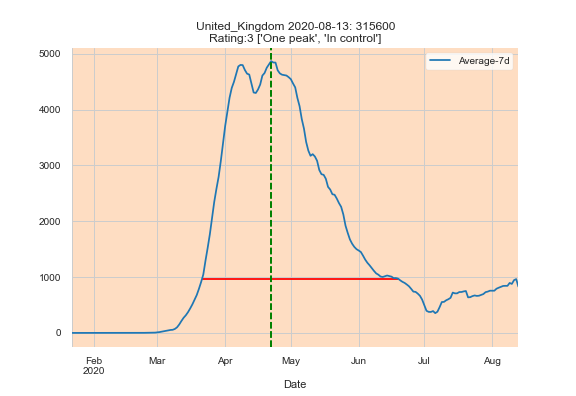 United_Kingdom 2020-08-13: 315600
Rating:3 ['One peak', 'In control']
Average-7d
5000
4000
3000
2000
1000
0
Feb Mar Apr May Jun Jul Aug
2020
Date